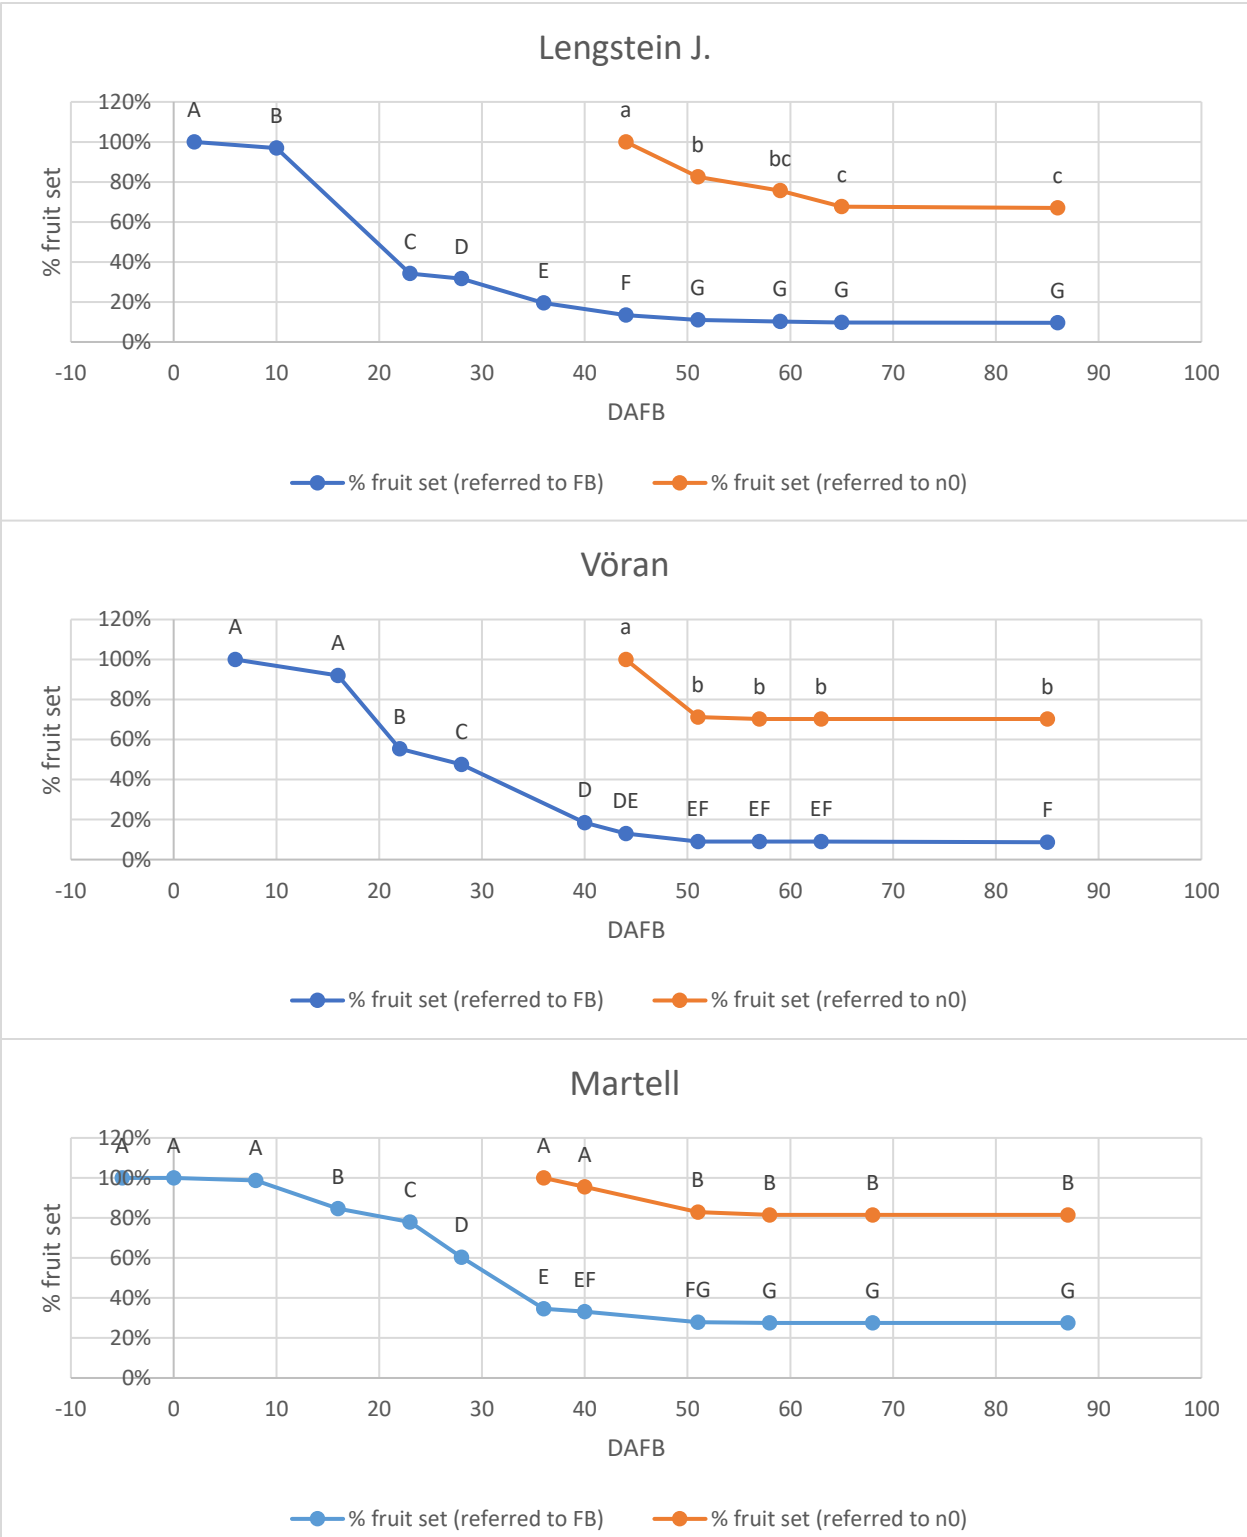 Lengstein J.
120%
100%
80%
60%
40%
20%
0%
% fruit set
A B C D E F G G G G
a b bc c c
-10 0 10 20 30 40 50 60 70 80 90 100
DAFB
% fruit set (referred to FB) % fruit set (referred to n0)
Vöran
120%
100%
80%
60%
40%
20%
0%
% fruit set
A A B C D DE EF EF EF F
a b b b b
-10 0 10 20 30 40 50 60 70 80 90 100
DAFB
% fruit set (referred to FB) % fruit set (referred to n0)
Martell
120%
100%
80%
60%
40%
20%
0%
% fruit set
A A A B C D E EF FG G G G
A A B B B B
-10 0 10 20 30 40 50 60 70 80 90 100
DAFB
% fruit set (referred to FB) % fruit set (referred to n0)